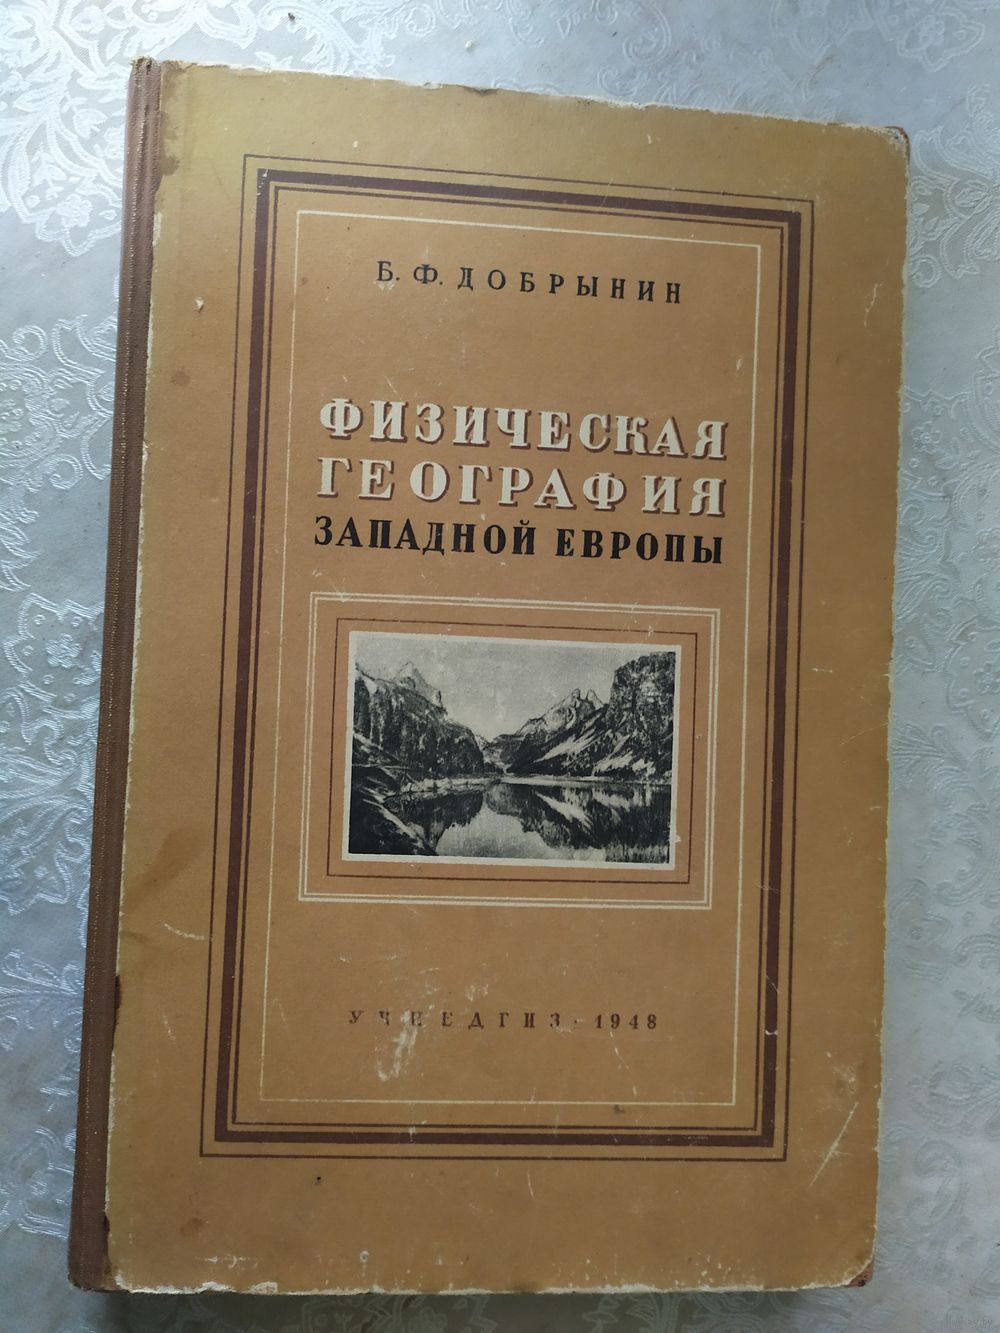 Б. Ф. ДОБРЫНИН
ФИЗИЧЕСКАЯ
ГЕОГРАФИЯ
ЗАПАДНОЙ ЕВРОПЫ
УЧПЕДГИЗ · 1948